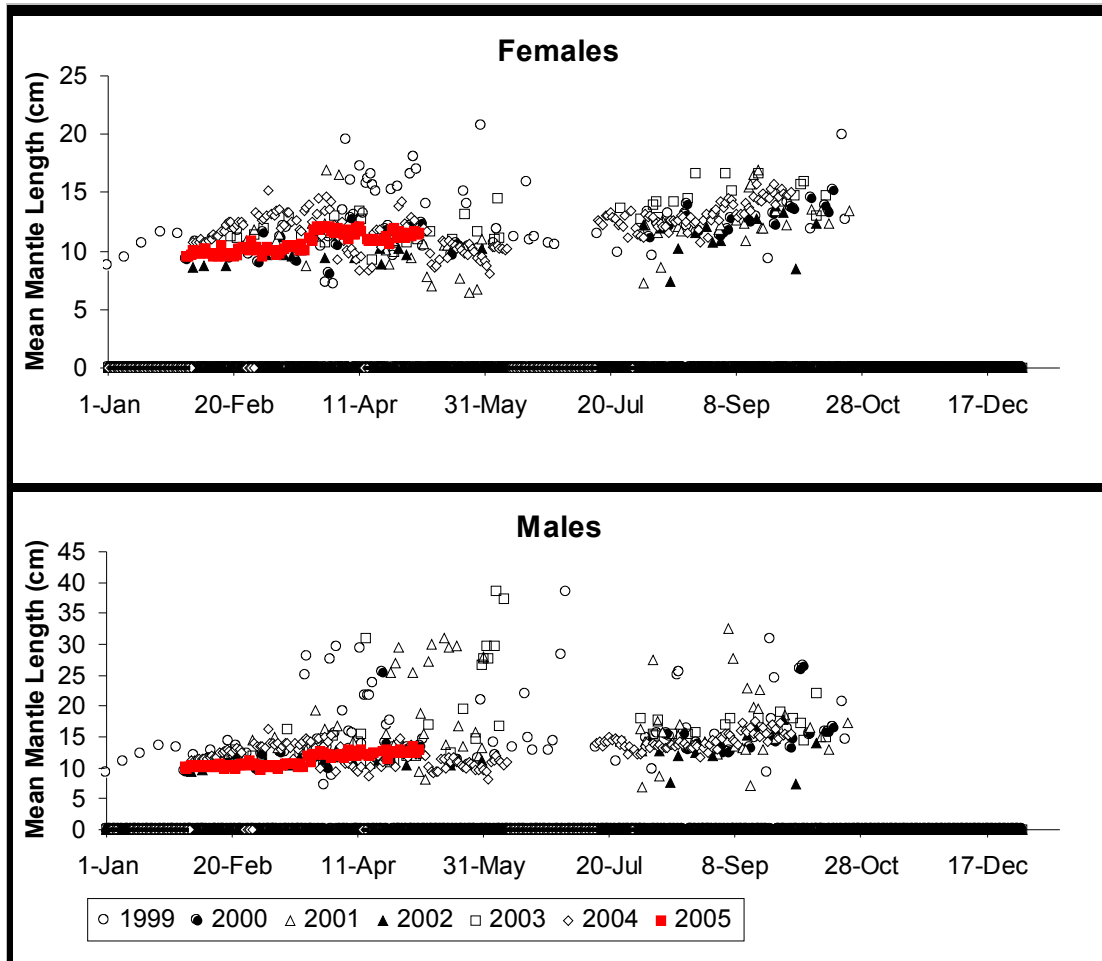 Females
Mean Mantle Length (cm)
25
20
15
10
5
0
1-Jan 20-Feb 11-Apr 31-May 20-Jul 8-Sep 28-Oct 17-Dec
Males
Mean Mantle Length (cm)
45
40
35
30
25
20
15
10
5
0
1-Jan 20-Feb 11-Apr 31-May 20-Jul 8-Sep 28-Oct 17-Dec
1999 2000 2001 2002 2003 2004 2005